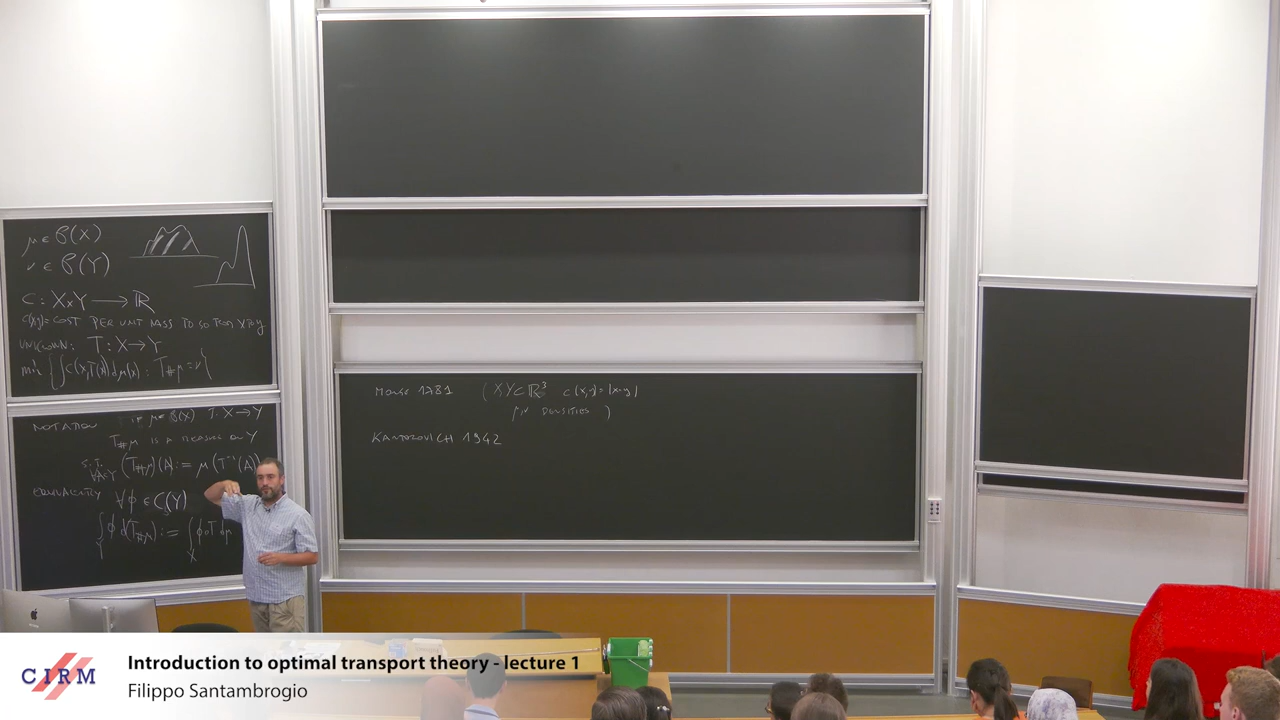 μ ∈ P(X)
ν ∈ P(Y)
C : X×Y → ℝ
C(x,y) = COST PER UNIT MASS TO GO FROM X TO Y
UNKNOWN: T : X → Y
min { ∫ C(x,T(x)) dμ(x) : T#μ = ν }
NOTATION IF μ ∈ P(X) T : X → Y
T#μ IS A MEASURE ON Y
S.T. (T#μ)(A) := μ(T⁻¹(A))
∀A⊂Y
EQUIVALENTLY ∀ϕ ∈ C(Y)
∫ ϕ d(T#μ) := ∫ ϕ∘T dμ
Y X
MONGE 1781 ( X,Y⊂ℝ³ c(x,y)=|x-y|
μ,ν DENSITIES )
KANTOROVICH 1942
CIRM
Introduction to optimal transport theory - lecture 1
Filippo Santambrogio